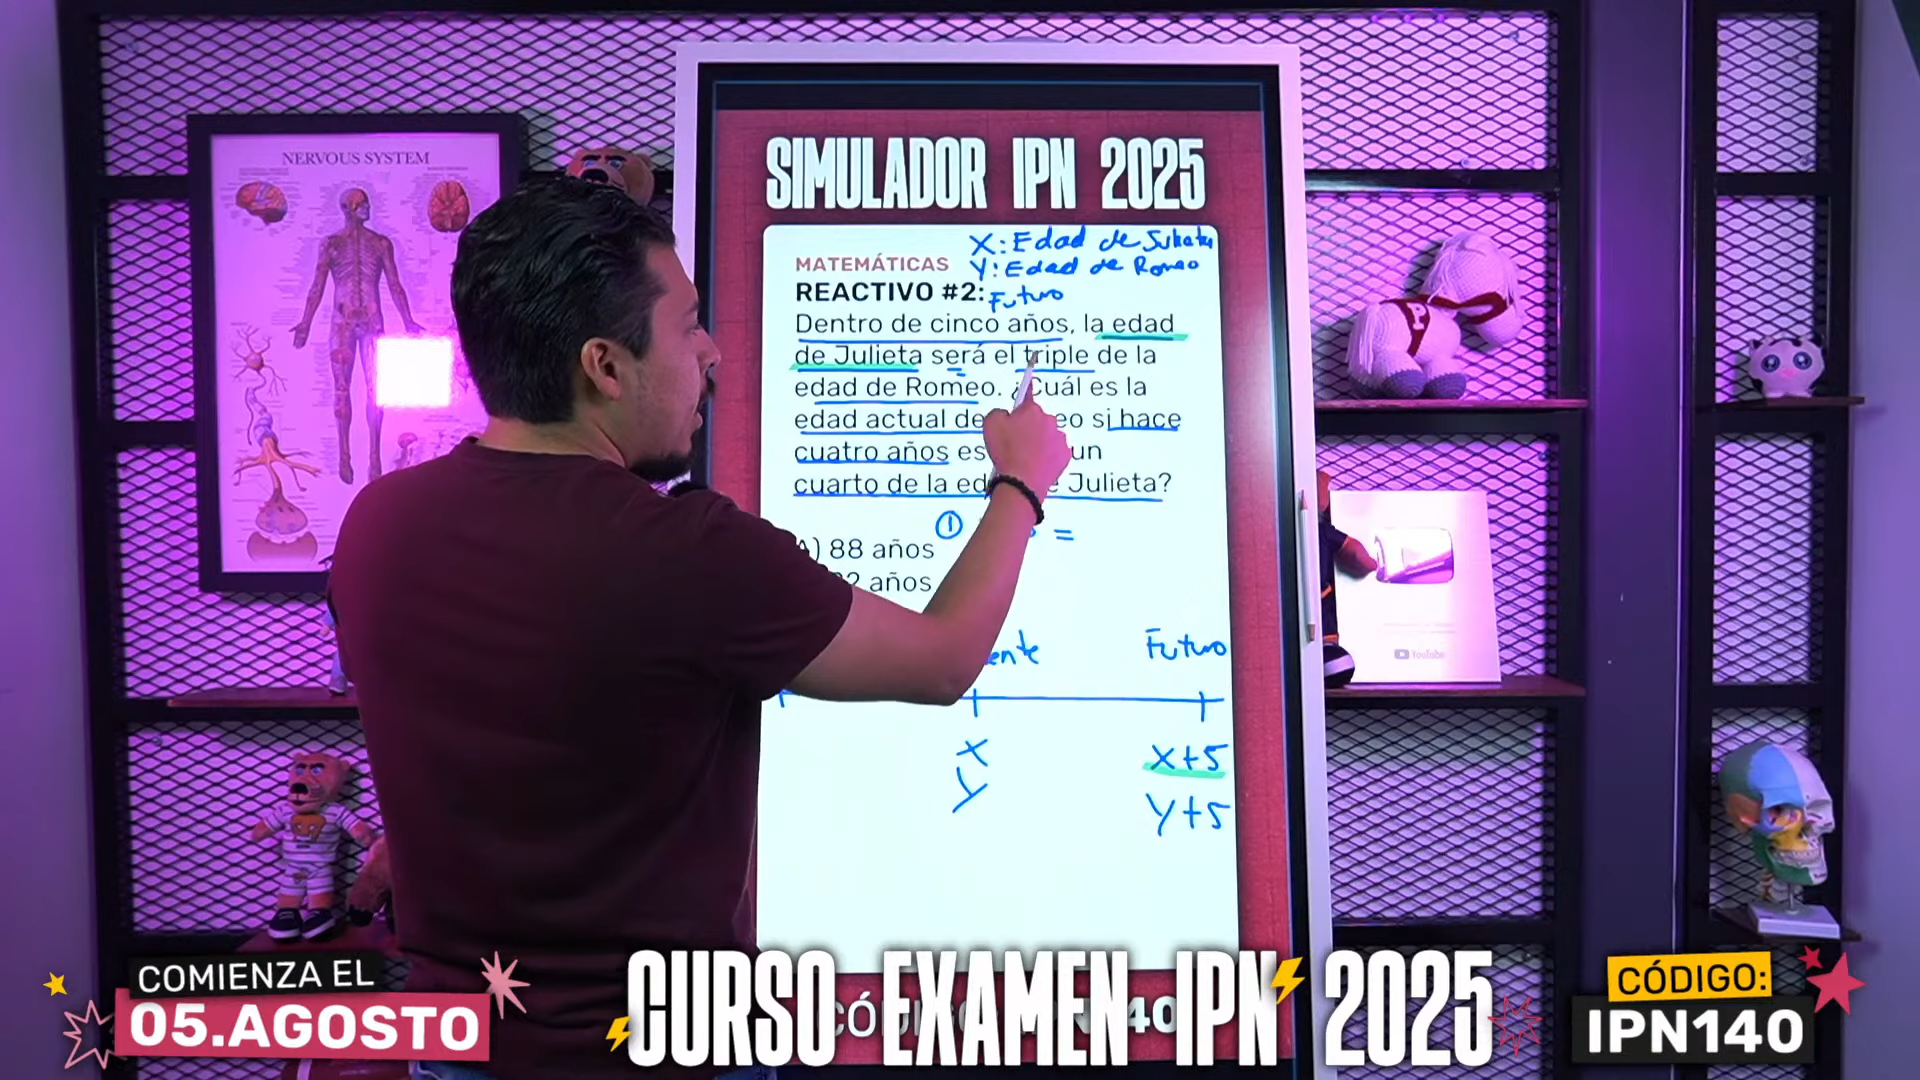 NERVOUS SYSTEM
SIMULADOR IPN 2025
X: Edad de Julieta
Y: Edad de Romeo
MATEMÁTICAS
REACTIVO #2:
Futuro
Dentro de cinco años, la edad
de Julieta será el triple de la
edad de Romeo. ¿Cuál es la
edad actual de si hace
cuatro años un
cuarto de la Julieta?
① =
A) 88 años
años
Futuro
X
X+5
Y
Y+5
YouTube
P
COMIENZA EL
05.AGOSTO
CURSO EXAMEN IPN 2025
CÓDIGO:
IPN140